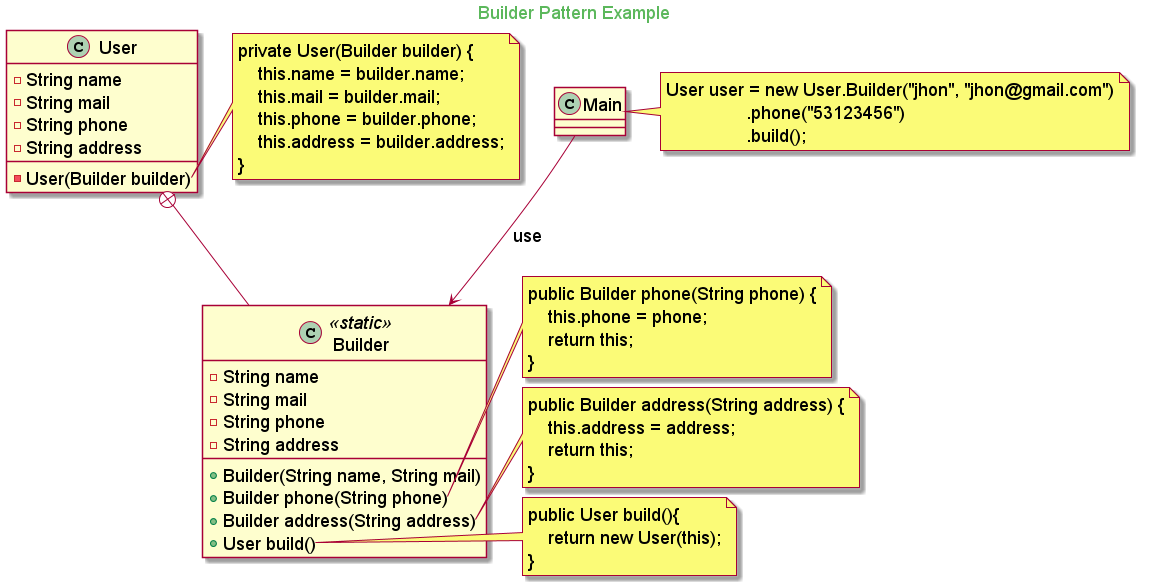 Builder Pattern Example
C User
String name
String mail
String phone
String address
User(Builder builder)
private User(Builder builder) {
this.name = builder.name;
this.mail = builder.mail;
this.phone = builder.phone;
this.address = builder.address;
}
C Main
User user = new User.Builder("jhon", "jhon@gmail.com")
.phone("53123456")
.build();
use
C «static»
Builder
String name
String mail
String phone
String address
Builder(String name, String mail)
Builder phone(String phone)
Builder address(String address)
User build()
public Builder phone(String phone) {
this.phone = phone;
return this;
}
public Builder address(String address) {
this.address = address;
return this;
}
public User build(){
return new User(this);
}